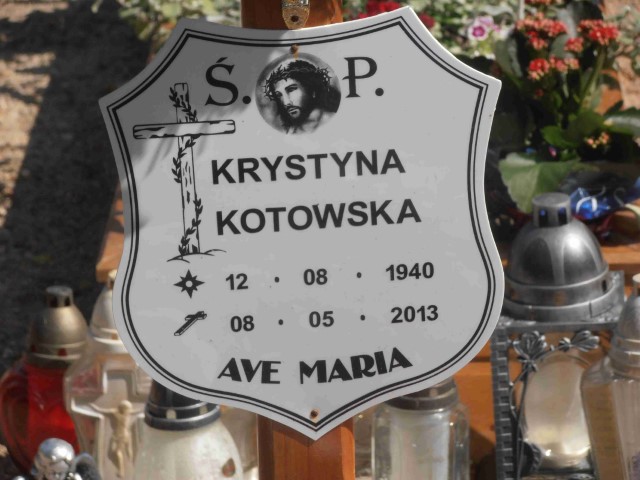 Ś. P.
KRYSTYNA
KOTOWSKA
12 · 08 · 1940
08 · 05 · 2013
AVE MARIA